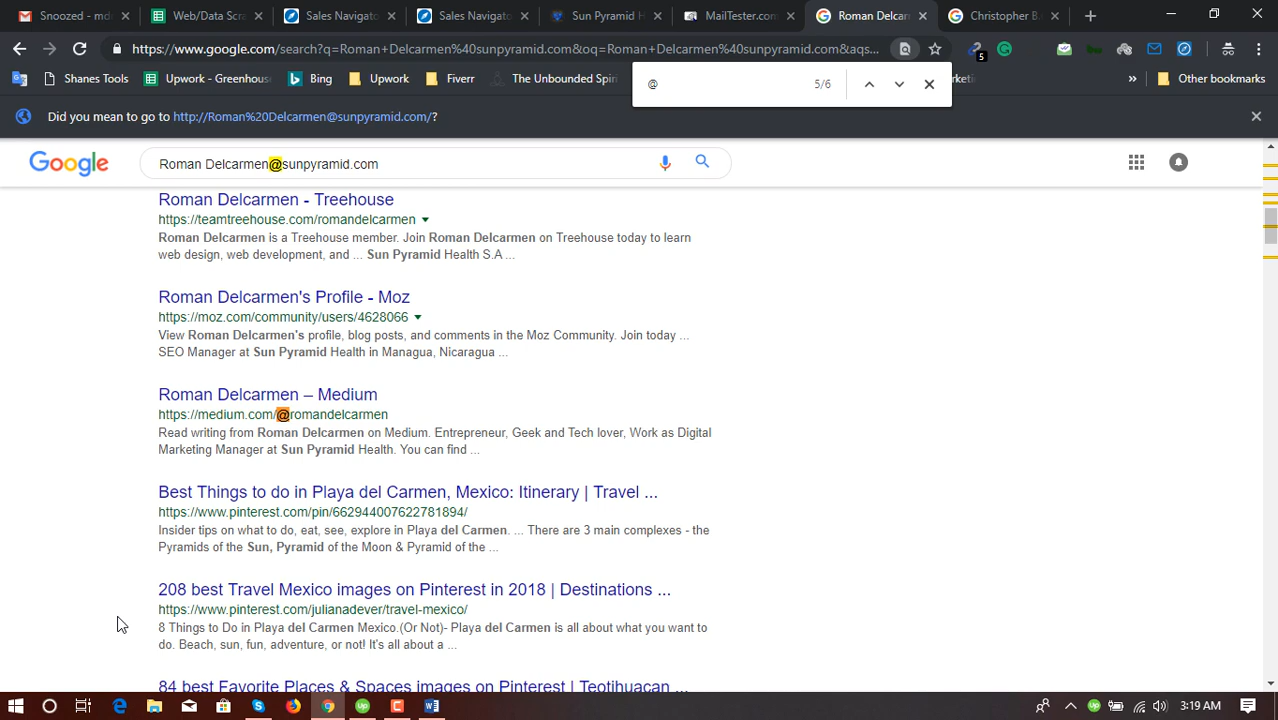 Snoozed - md
Web/Data Scra
Sales Navigato
Sales Navigato
Sun Pyramid H
MailTester.com
Roman Delcarm
Christopher B
https://www.google.com/search?q=Roman+Delcarmen%40sunpyramid.com&oq=Roman+Delcarmen%40sunpyramid.com&aqs...
5
Shanes Tools
Upwork - Greenhouse
Bing
Upwork
Fiverr
The Unbounded Spiri
arketi
»
Other bookmarks
@
5/6
Did you mean to go to http://Roman%20Delcarmen@sunpyramid.com/?
Google
Roman Delcarmen@sunpyramid.com
Roman Delcarmen - Treehouse
https://teamtreehouse.com/romandelcarmen
Roman Delcarmen is a Treehouse member. Join Roman Delcarmen on Treehouse today to learn
web design, web development, and ... Sun Pyramid Health S.A ...
Roman Delcarmen's Profile - Moz
https://moz.com/community/users/4628066
View Roman Delcarmen's profile, blog posts, and comments in the Moz Community. Join today ...
SEO Manager at Sun Pyramid Health in Managua, Nicaragua ...
Roman Delcarmen – Medium
https://medium.com/@romandelcarmen
Read writing from Roman Delcarmen on Medium. Entrepreneur, Geek and Tech lover, Work as Digital
Marketing Manager at Sun Pyramid Health. You can find ...
Best Things to do in Playa del Carmen, Mexico: Itinerary | Travel ...
https://www.pinterest.com/pin/662944007622781894/
Insider tips on what to do, eat, see, explore in Playa del Carmen. ... There are 3 main complexes - the
Pyramids of the Sun, Pyramid of the Moon & Pyramid of the ...
208 best Travel Mexico images on Pinterest in 2018 | Destinations ...
https://www.pinterest.com/julianadever/travel-mexico/
8 Things to Do in Playa del Carmen Mexico.(Or Not)- Playa del Carmen is all about what you want to
do. Beach, sun, fun, adventure, or not! It's all about a ...
84 best Favorite Places & Spaces images on Pinterest | Teotihuacan ...
3:19 AM